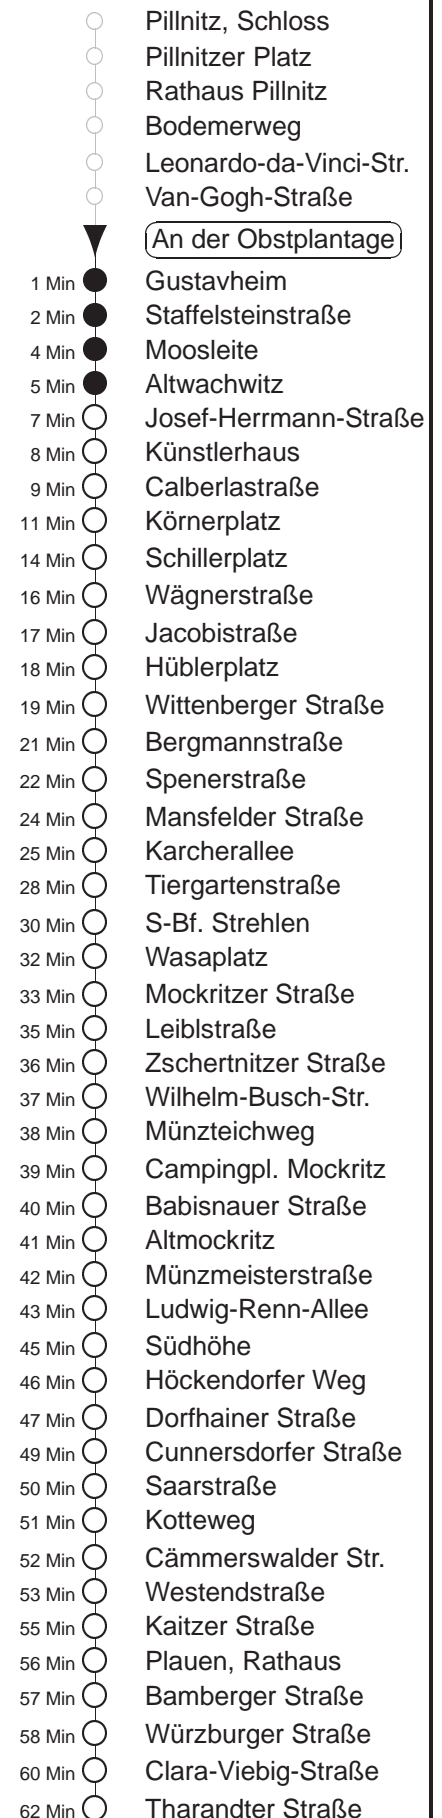 Pillnitz, Schloss
Pillnitzer Platz
Rathaus Pillnitz
Bodemerweg
Leonardo-da-Vinci-Str.
Van-Gogh-Straße
An der Obstplantage
1 Min Gustavheim
2 Min Staffelsteinstraße
4 Min Moosleite
5 Min Altwachwitz
7 Min Josef-Herrmann-Straße
8 Min Künstlerhaus
9 Min Calberlastraße
11 Min Körnerplatz
14 Min Schillerplatz
16 Min Wägnerstraße
17 Min Jacobistraße
18 Min Hüblerplatz
19 Min Wittenberger Straße
21 Min Bergmannstraße
22 Min Spenerstraße
24 Min Mansfelder Straße
25 Min Karcherallee
28 Min Tiergartenstraße
30 Min S-Bf. Strehlen
32 Min Wasaplatz
33 Min Mockritzer Straße
35 Min Leiblstraße
36 Min Zschertnitzer Straße
37 Min Wilhelm-Busch-Str.
38 Min Münzteichweg
39 Min Campingpl. Mockritz
40 Min Babisnauer Straße
41 Min Altmockritz
42 Min Münzmeisterstraße
43 Min Ludwig-Renn-Allee
45 Min Südhöhe
46 Min Höckendorfer Weg
47 Min Dorfhainer Straße
49 Min Cunnersdorfer Straße
50 Min Saarstraße
51 Min Kotteweg
52 Min Cämmerswalder Str.
53 Min Westendstraße
55 Min Kaitzer Straße
56 Min Plauen, Rathaus
57 Min Bamberger Straße
58 Min Würzburger Straße
60 Min Clara-Viebig-Straße
62 Min Tharandter Straße